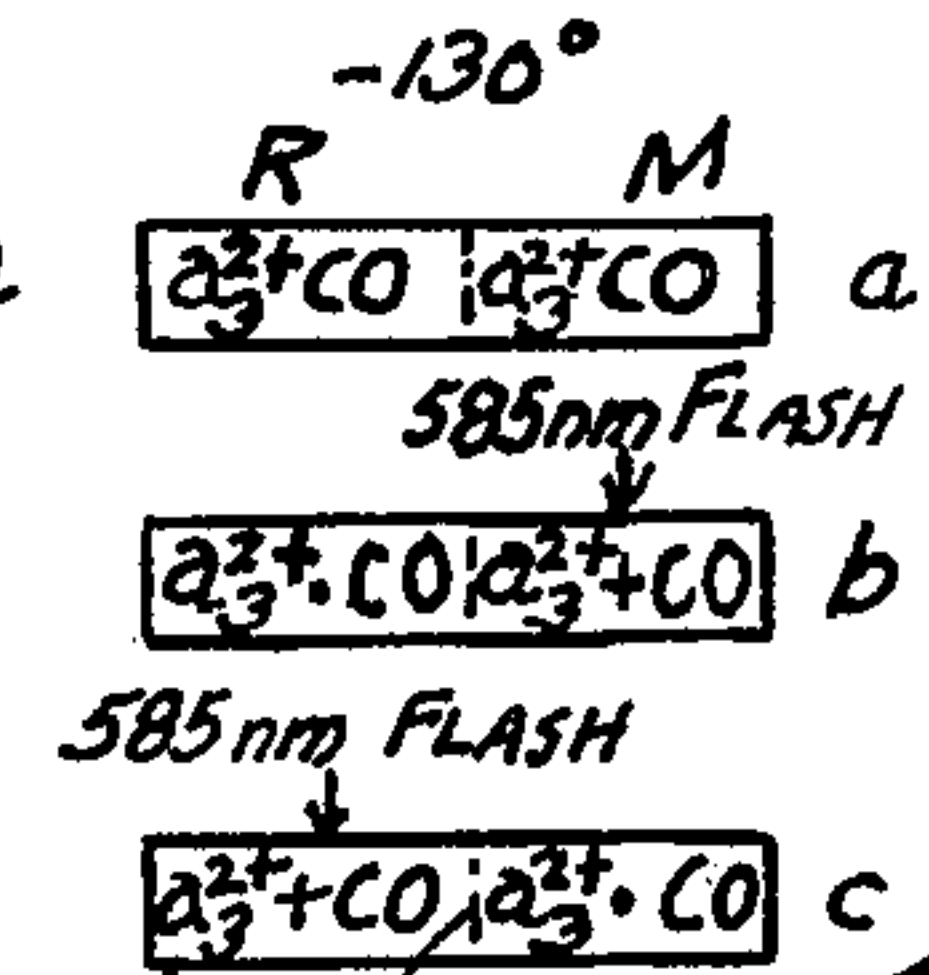 -130°
R M
a₃²⁺CO a₃²⁺CO a
585nm FLASH
a₃²⁺·CO a₃²⁺+CO b
585nm FLASH
a₃²⁺+CO a₃²⁺·CO c